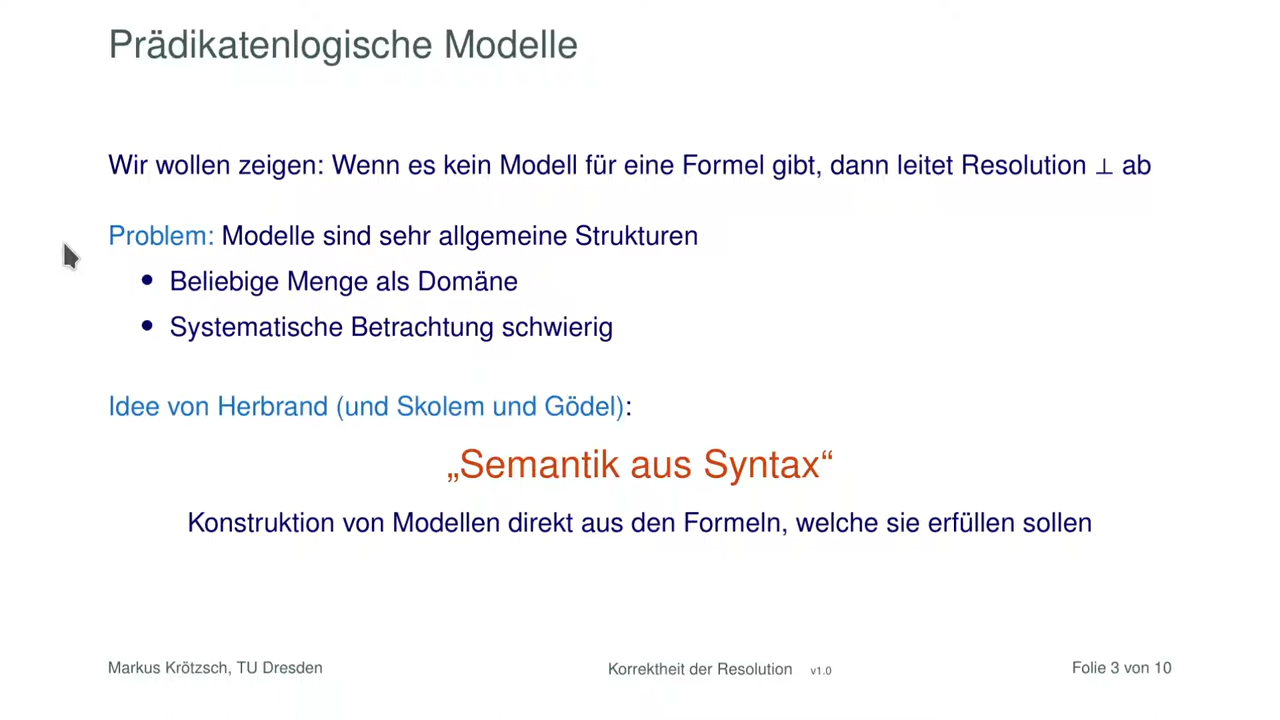 Prädikatenlogische Modelle
Wir wollen zeigen: Wenn es kein Modell für eine Formel gibt, dann leitet Resolution ⊥ ab
Problem: Modelle sind sehr allgemeine Strukturen
• Beliebige Menge als Domäne
• Systematische Betrachtung schwierig
Idee von Herbrand (und Skolem und Gödel):
„Semantik aus Syntax“
Konstruktion von Modellen direkt aus den Formeln, welche sie erfüllen sollen
Markus Krötzsch, TU Dresden Korrektheit der Resolution v1.0 Folie 3 von 10